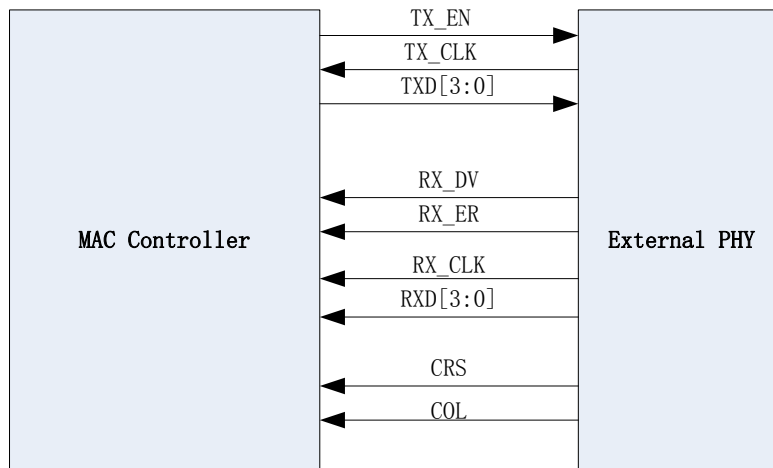 TX_EN
TX_CLK
TXD[3:0]
RX_DV
RX_ER
MAC Controller
External PHY
RX_CLK
RXD[3:0]
CRS
COL